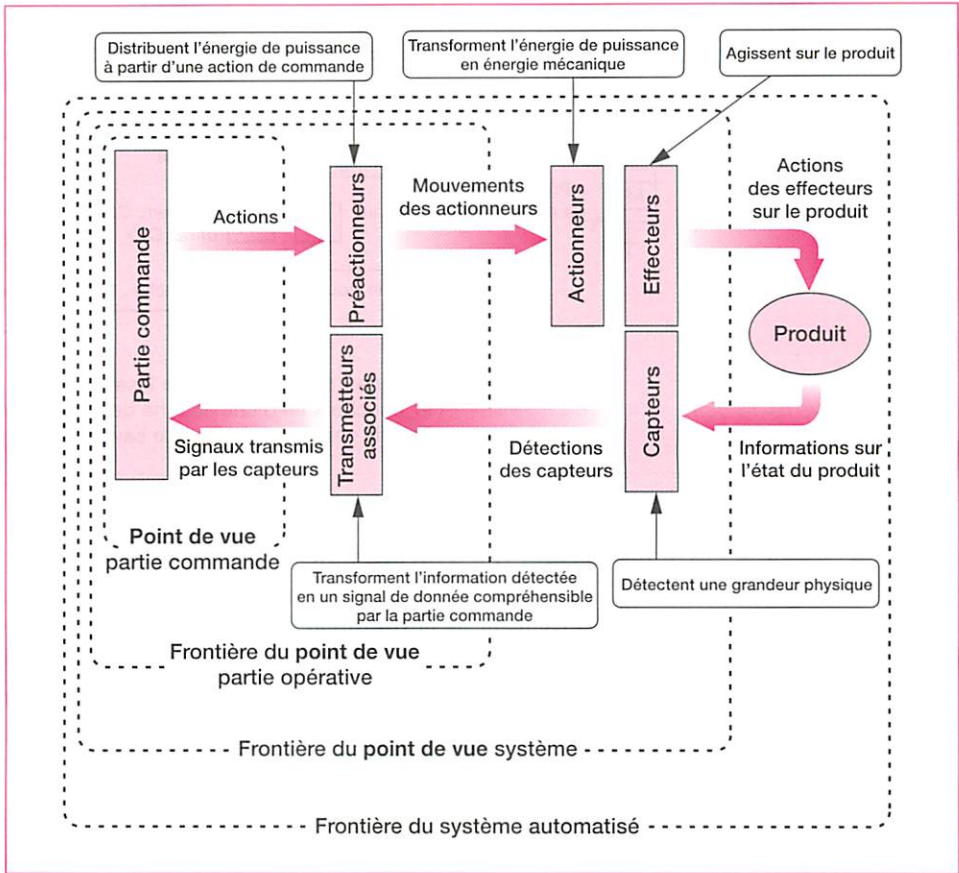 Distribuent l'énergie de puissance
à partir d'une action de commande
Transforment l'énergie de puissance
en énergie mécanique
Agissent sur le produit
Partie commande
Actions
Préactionneurs
Mouvements
des actionneurs
Actionneurs
Effecteurs
Actions
des effecteurs
sur le produit
Produit
Signaux transmis
par les capteurs
Transmetteurs
associés
Détections
des capteurs
Capteurs
Informations sur
l'état du produit
Point de vue
partie commande
Transforment l'information détectée
en un signal de donnée compréhensible
par la partie commande
Détectent une grandeur physique
Frontière du point de vue
partie opérative
Frontière du point de vue système
Frontière du système automatisé